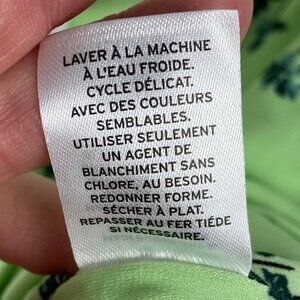 LAVER À LA MACHINE
À L'EAU FROIDE.
CYCLE DÉLICAT.
AVEC DES COULEURS
SEMBLABLES.
UTILISER SEULEMENT
UN AGENT DE
BLANCHIMENT SANS
CHLORE, AU BESOIN.
REDONNER FORME.
SÉCHER À PLAT.
REPASSER AU FER TIÉDE
SI NÉCESSAIRE.